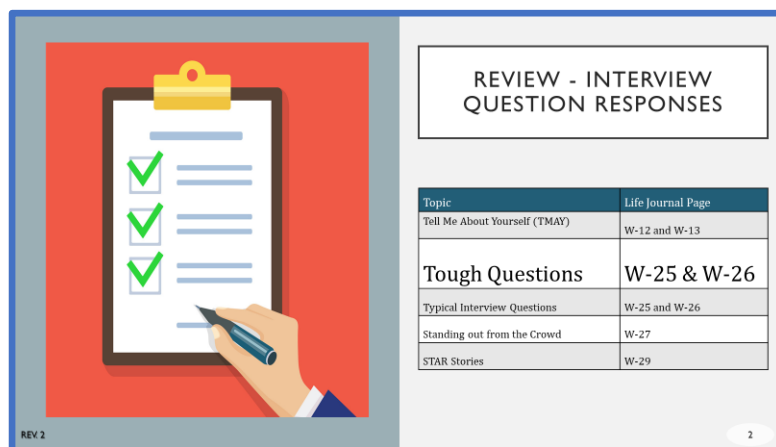 REVIEW - INTERVIEW
QUESTION RESPONSES
Topic Life Journal Page
Tell Me About Yourself (TMAY) W-12 and W-13
Tough Questions W-25 & W-26
Typical Interview Questions W-25 and W-26
Standing out from the Crowd W-27
STAR Stories W-29
REV. 2
2